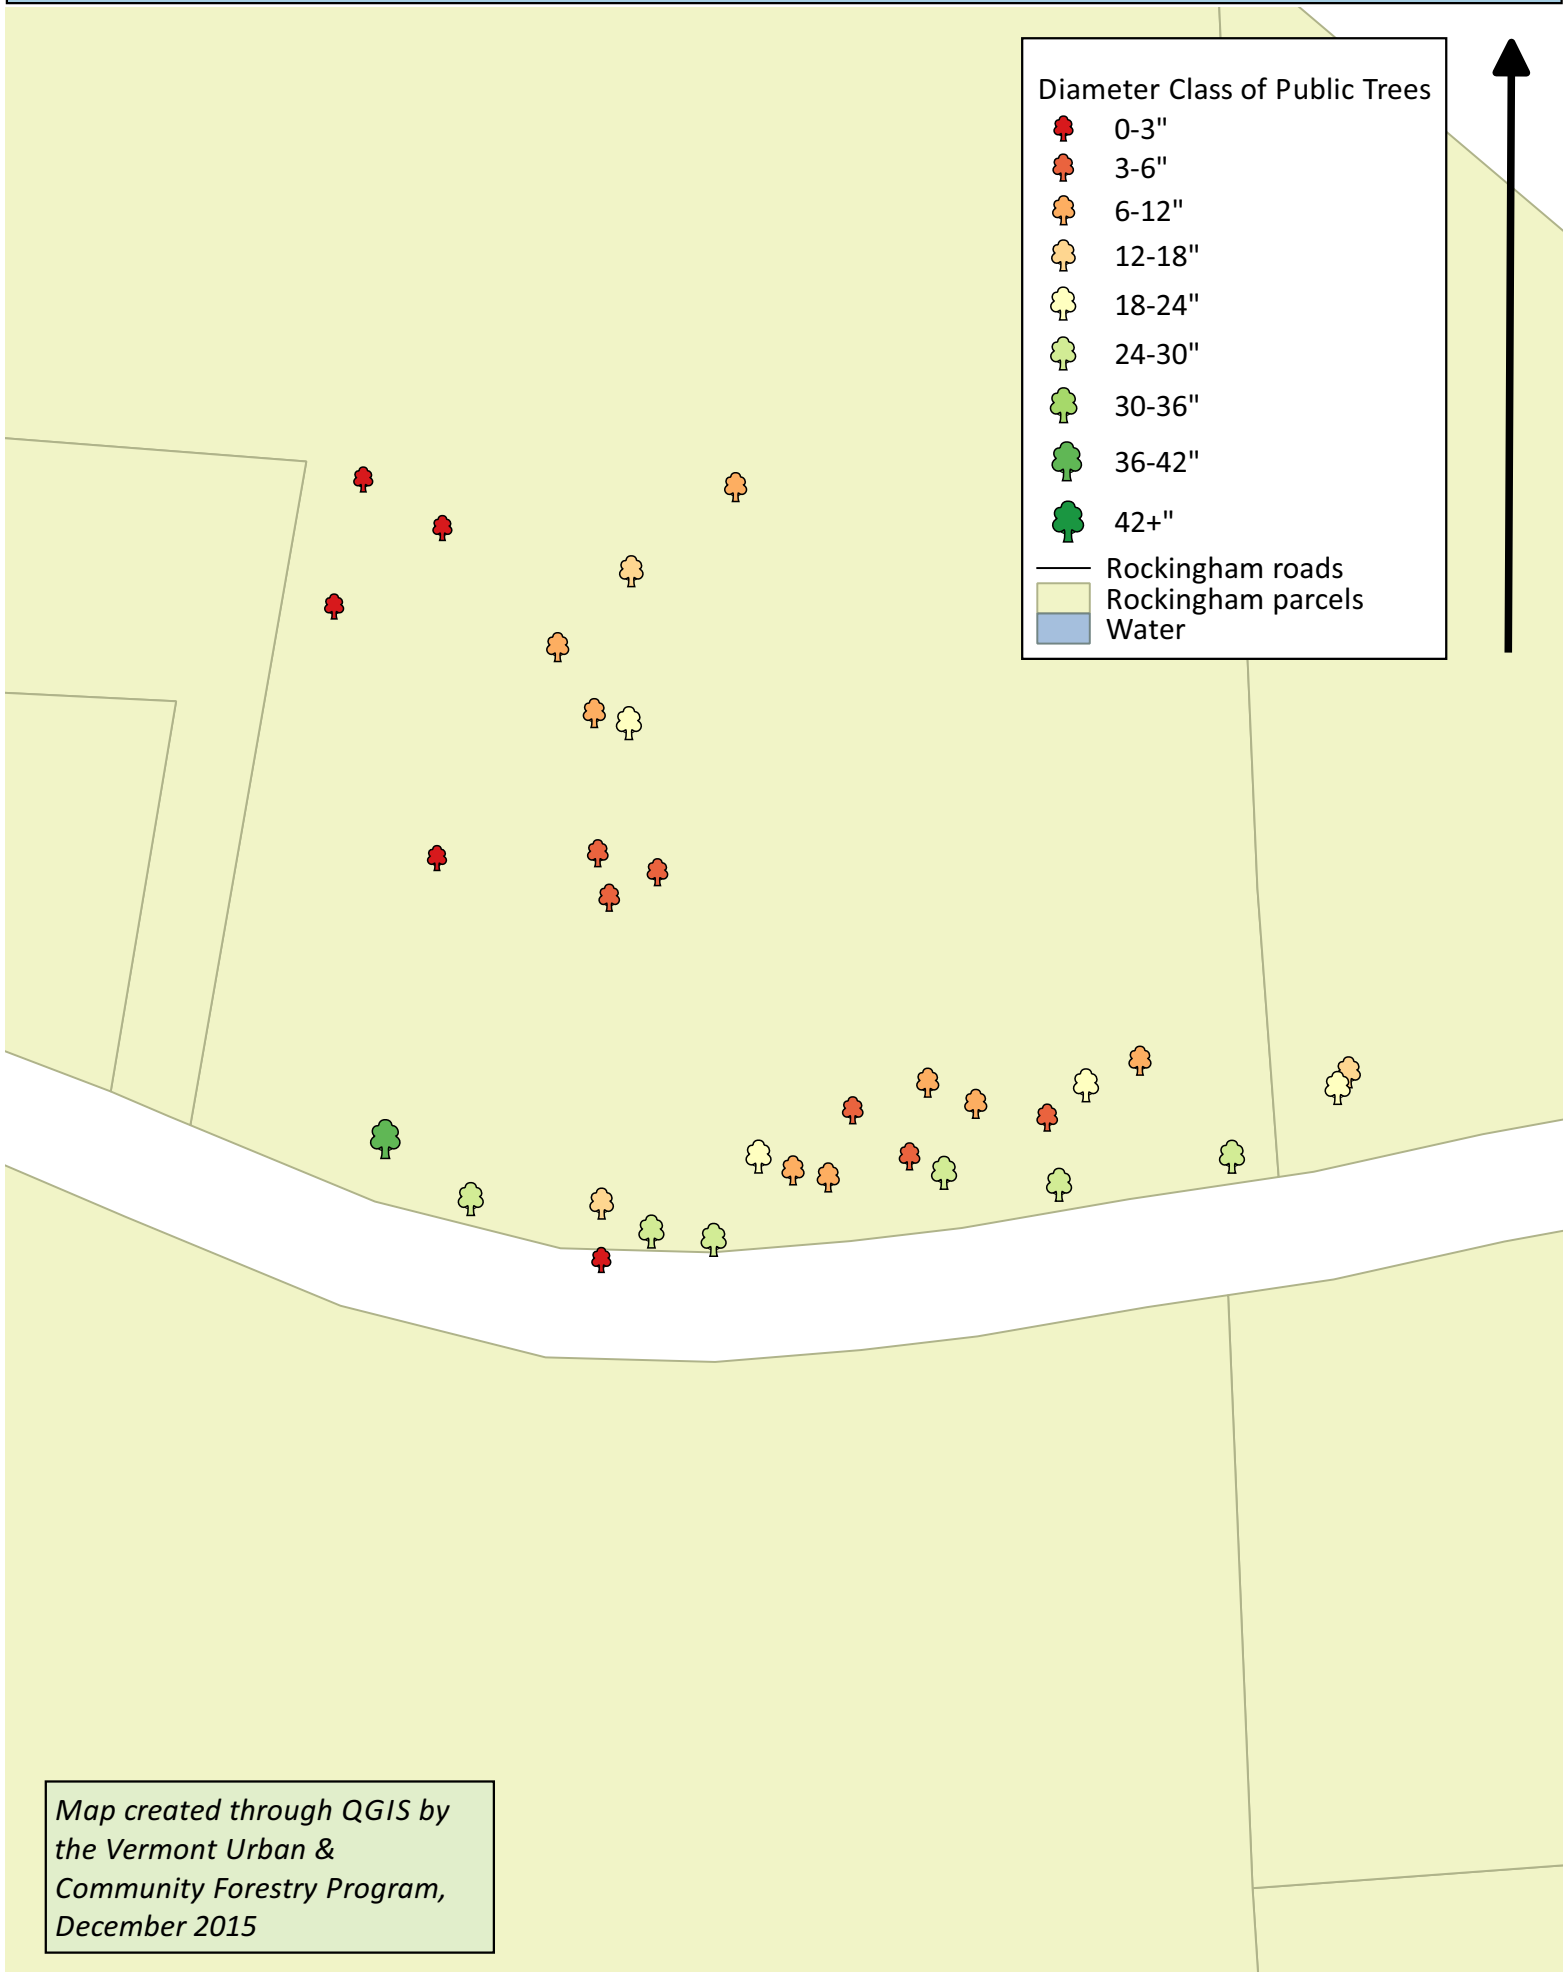 Diameter Class of Public Trees
0-3"
3-6"
6-12"
12-18"
18-24"
24-30"
30-36"
36-42"
42+"
Rockingham roads
Rockingham parcels
Water
Map created through QGIS by
the Vermont Urban &
Community Forestry Program,
December 2015